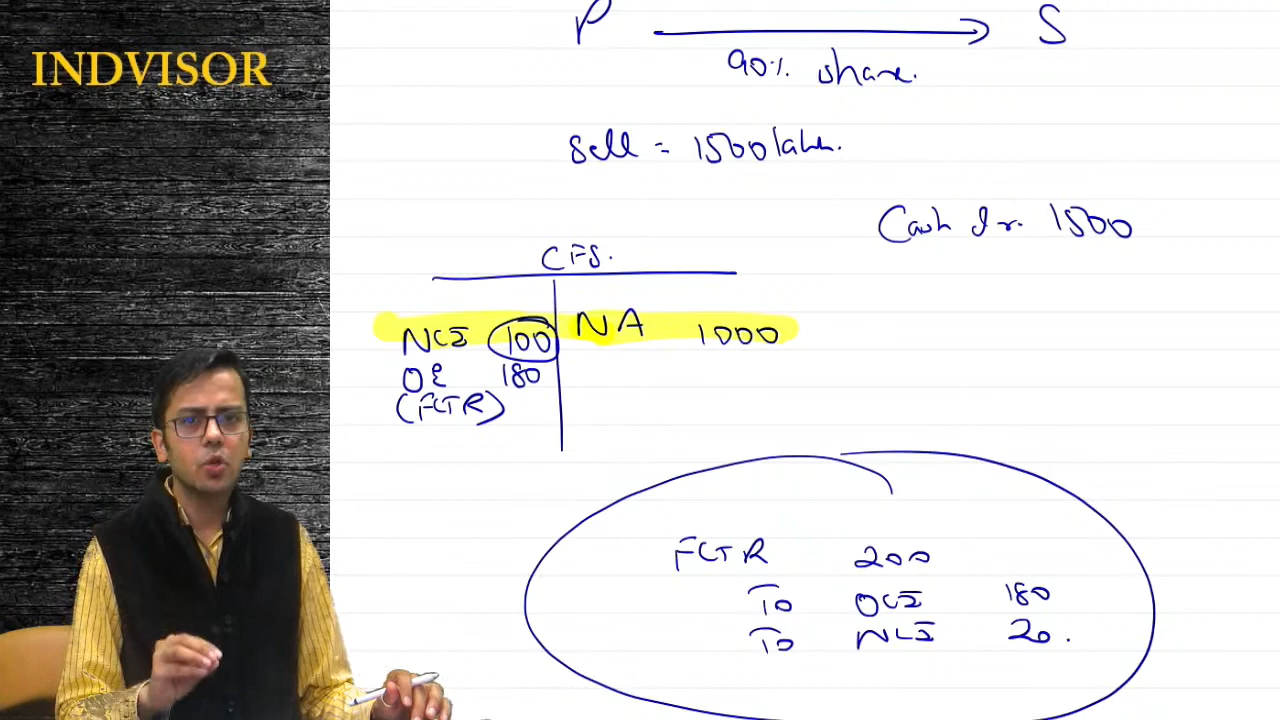 INDVISOR
P S
90% share.
sell = 1500 lakh.
Cash Dr. 1500
CFS.
NCI 100 NA 1000
OE 180
(FCTR)
FCTR 200
To OCI 180
To NCI 20.